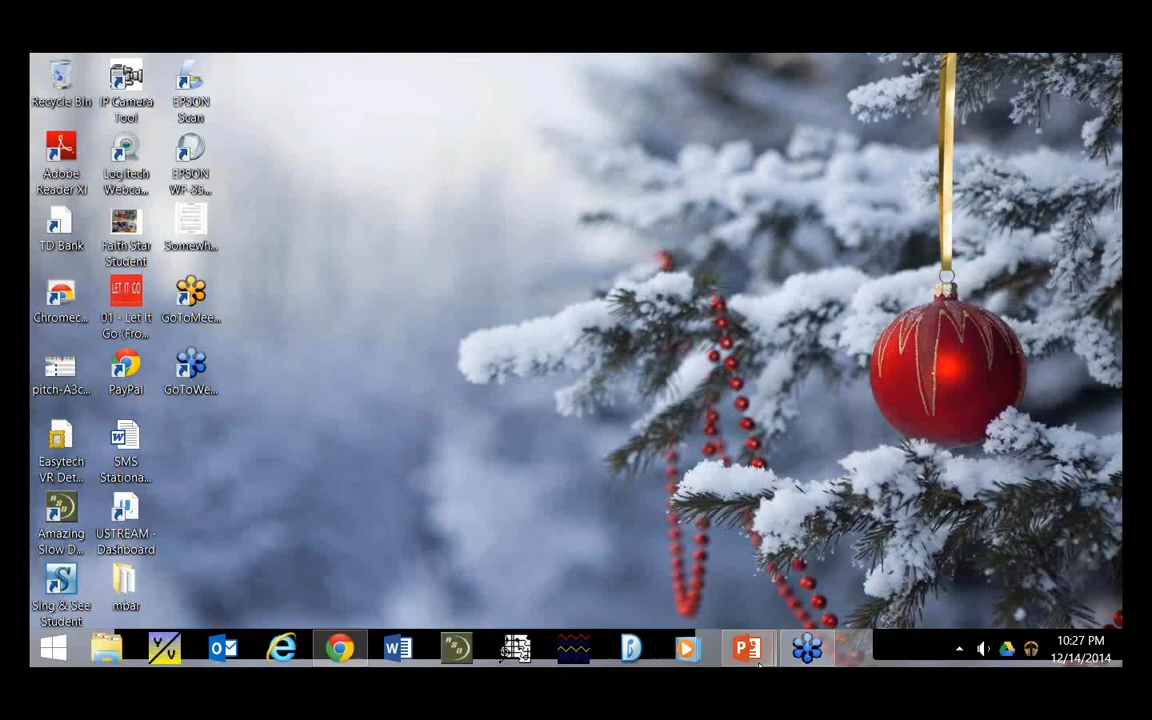 Recycle Bin
IP Camera
Tool
EPSON
Scan
Adobe
Reader XI
Logitech
Webca...
EPSON
WF-85...
TD Bank
Faith Star
Student
Somewh...
Chromec...
LET IT GO
01 - Let It
Go (Fro...
GoToMee...
pitch-A3c...
PayPal
GoToWe...
Easytech
VR Det...
SMS
Stationa...
Amazing
Slow D...
USTREAM -
Dashboard
Sing & See
Student
mbar
10:27 PM
12/14/2014